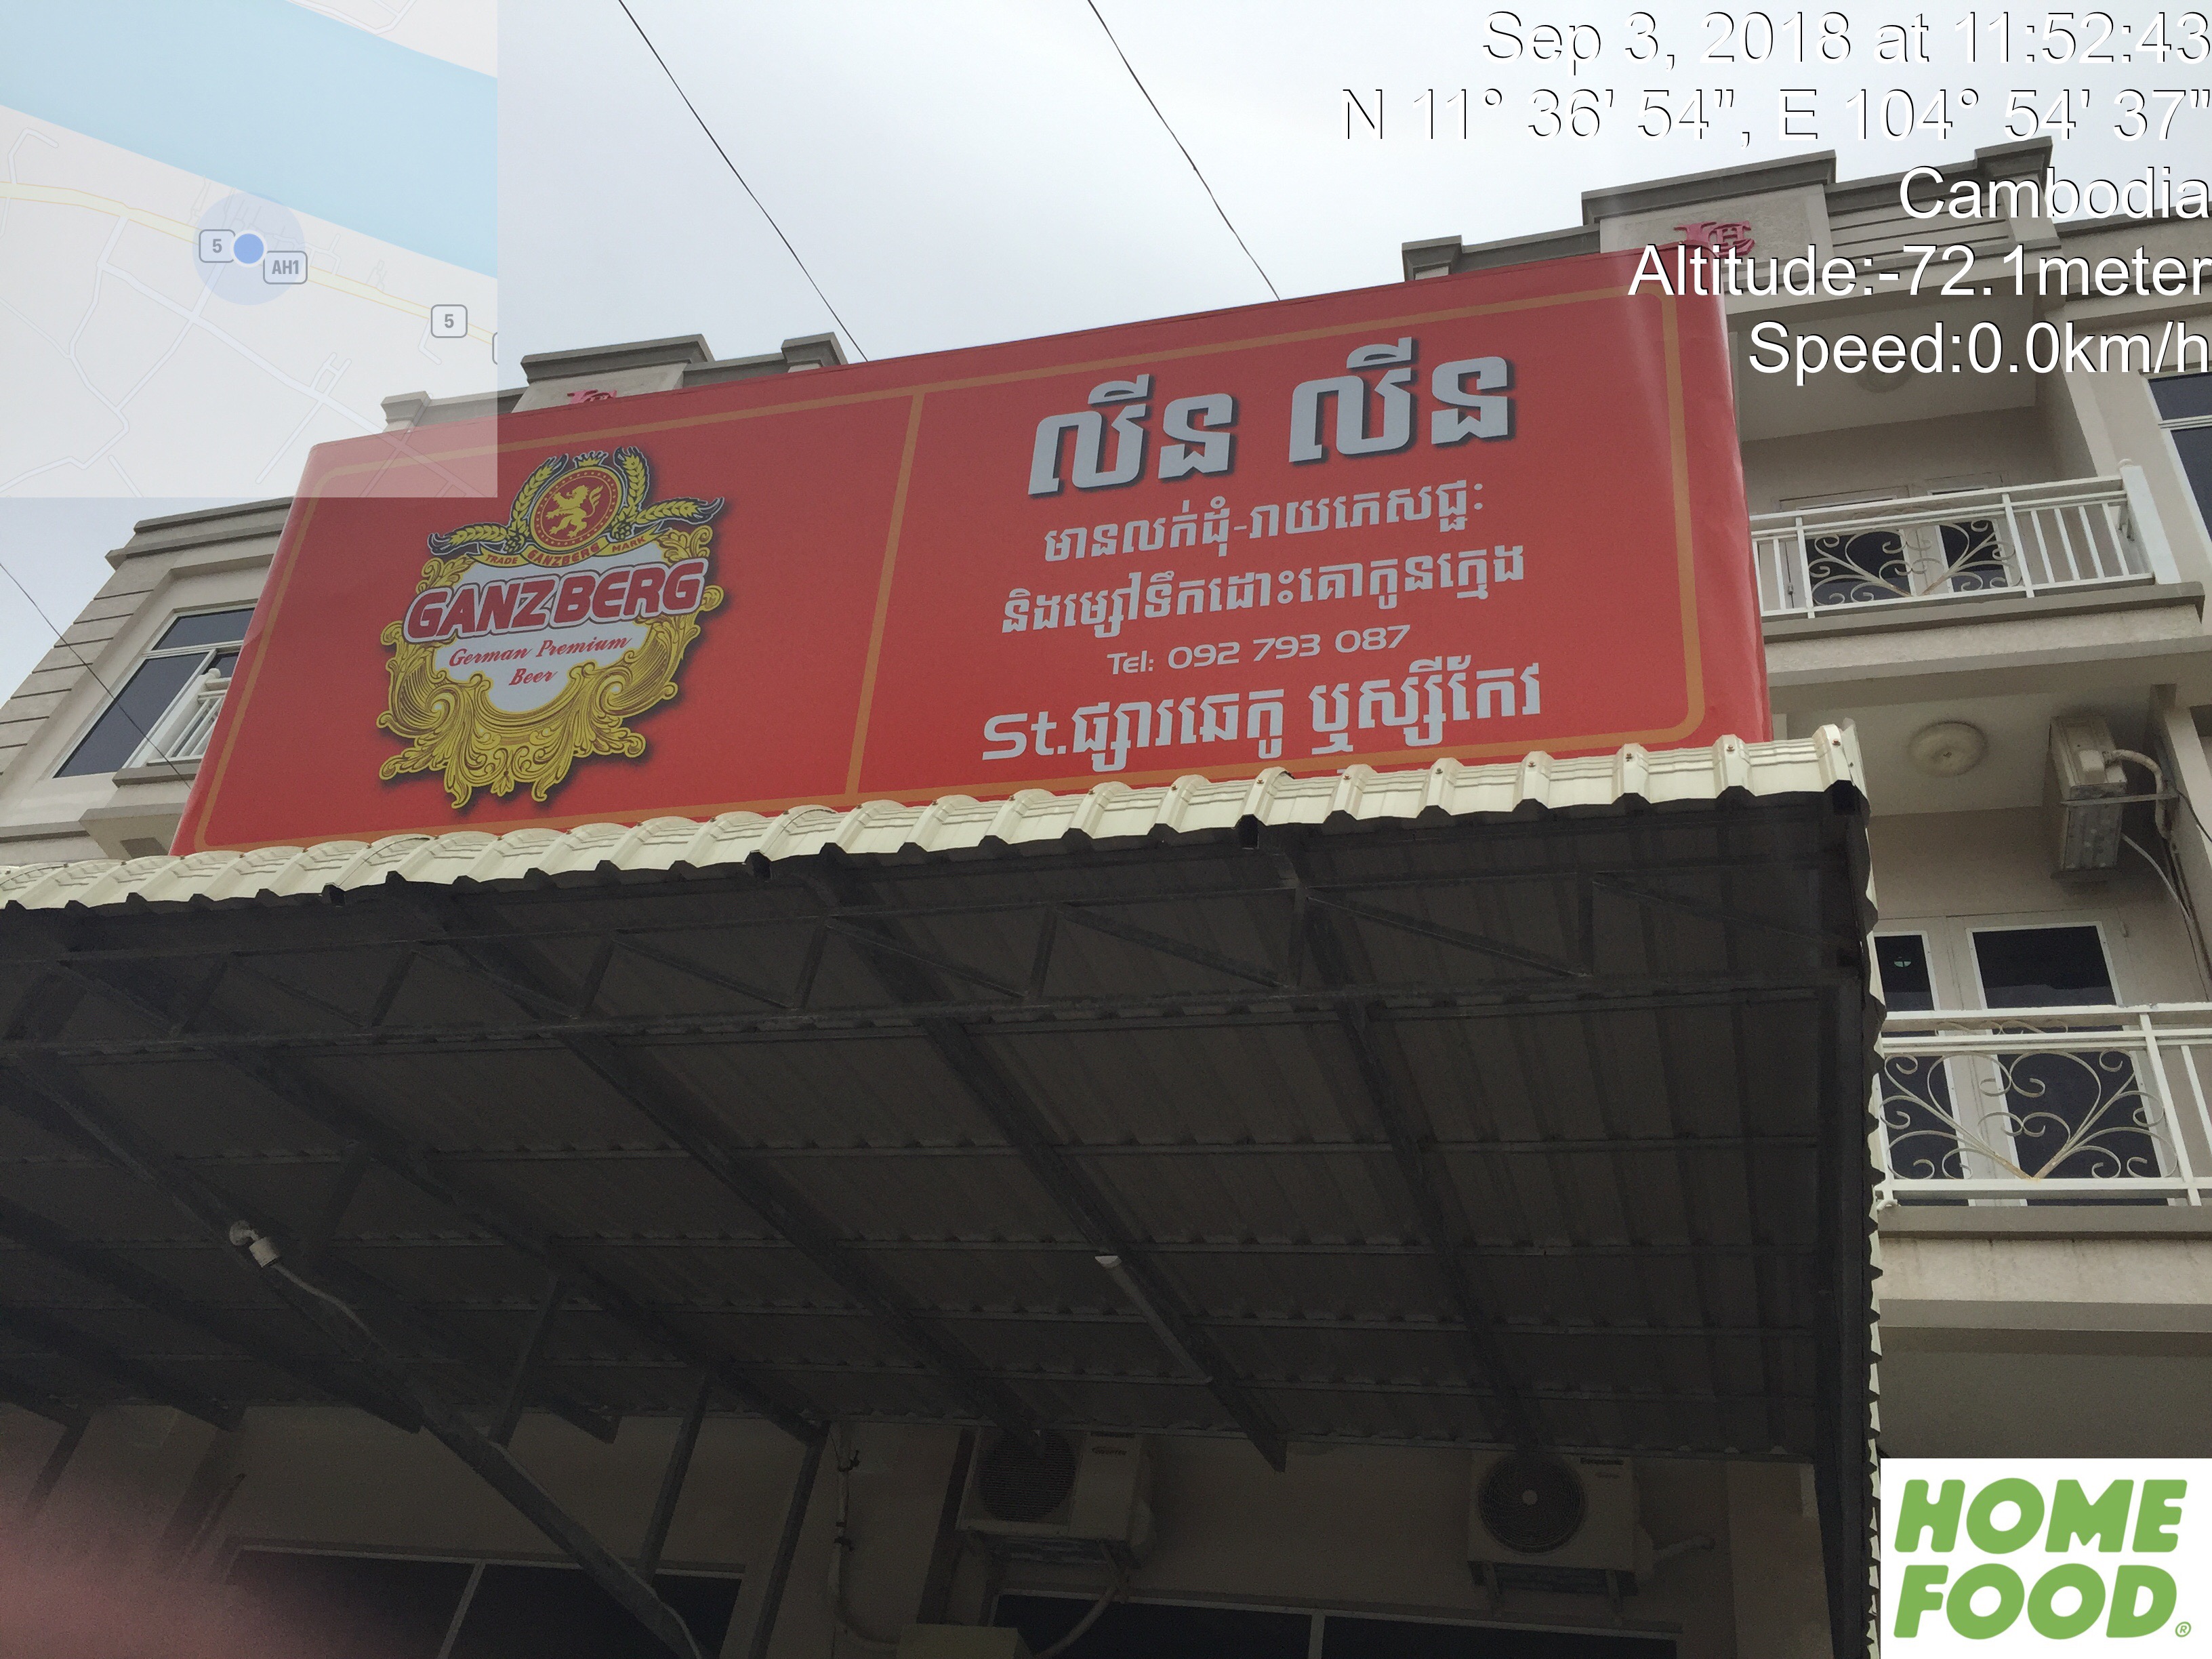 Sep 3, 2018 at 11:52:43
N 11° 36' 54", E 104° 54' 37"
Cambodia
Altitude:-72.1meter
Speed:0.0km/h
5
AH1
5
TRADE GANZBERG MARK
GANZBERG
German Premium
Beer
លីន លីន
មានលក់ដុំ-រាយភេសជ្ជៈ
និងម្សៅទឹកដោះគោកូនក្មេង
Tel: 092 793 087
St.ផ្សារឆេកូ ឬស្សីកែវ
HOME
FOOD®